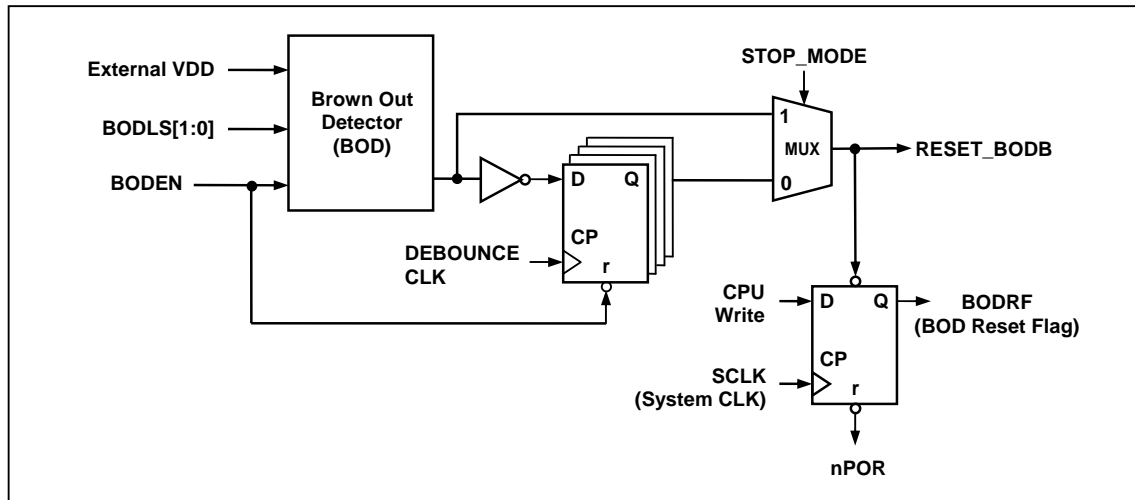 STOP_MODE
External VDD
Brown Out
Detector
(BOD)
BODLS[1:0]
1
MUX
RESET_BODB
BODEN
0
D
Q
CP
r
DEBOUNCE
CLK
CPU
Write
D
Q
BODRF
(BOD Reset Flag)
CP
SCLK
(System CLK)
r
nPOR